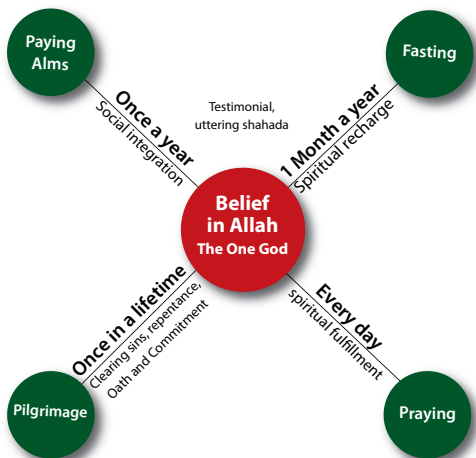 Paying
Alms
Fasting
Once a year
Social integration
Testimonial,
uttering shahada
1 Month a year
Spiritual recharge
Belief
in Allah
The One God
Once in a lifetime
Clearing sins, repentance,
Oath and Commitment
Every day
spiritual fulfillment
Pilgrimage
Praying